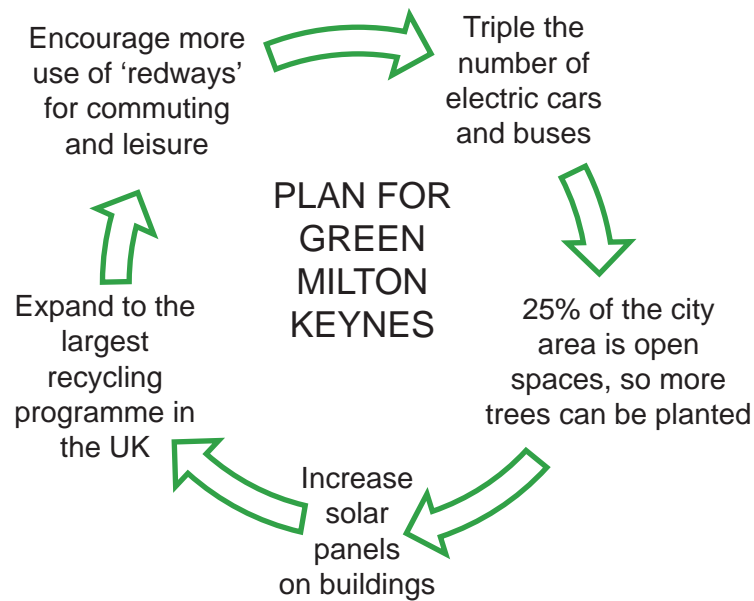 Encourage more
use of ‘redways’
for commuting
and leisure
Triple the
number of
electric cars
and buses
PLAN FOR
GREEN
MILTON
KEYNES
25% of the city
area is open
spaces, so more
trees can be planted
Increase
solar
panels
on buildings
Expand to the
largest
recycling
programme in
the UK